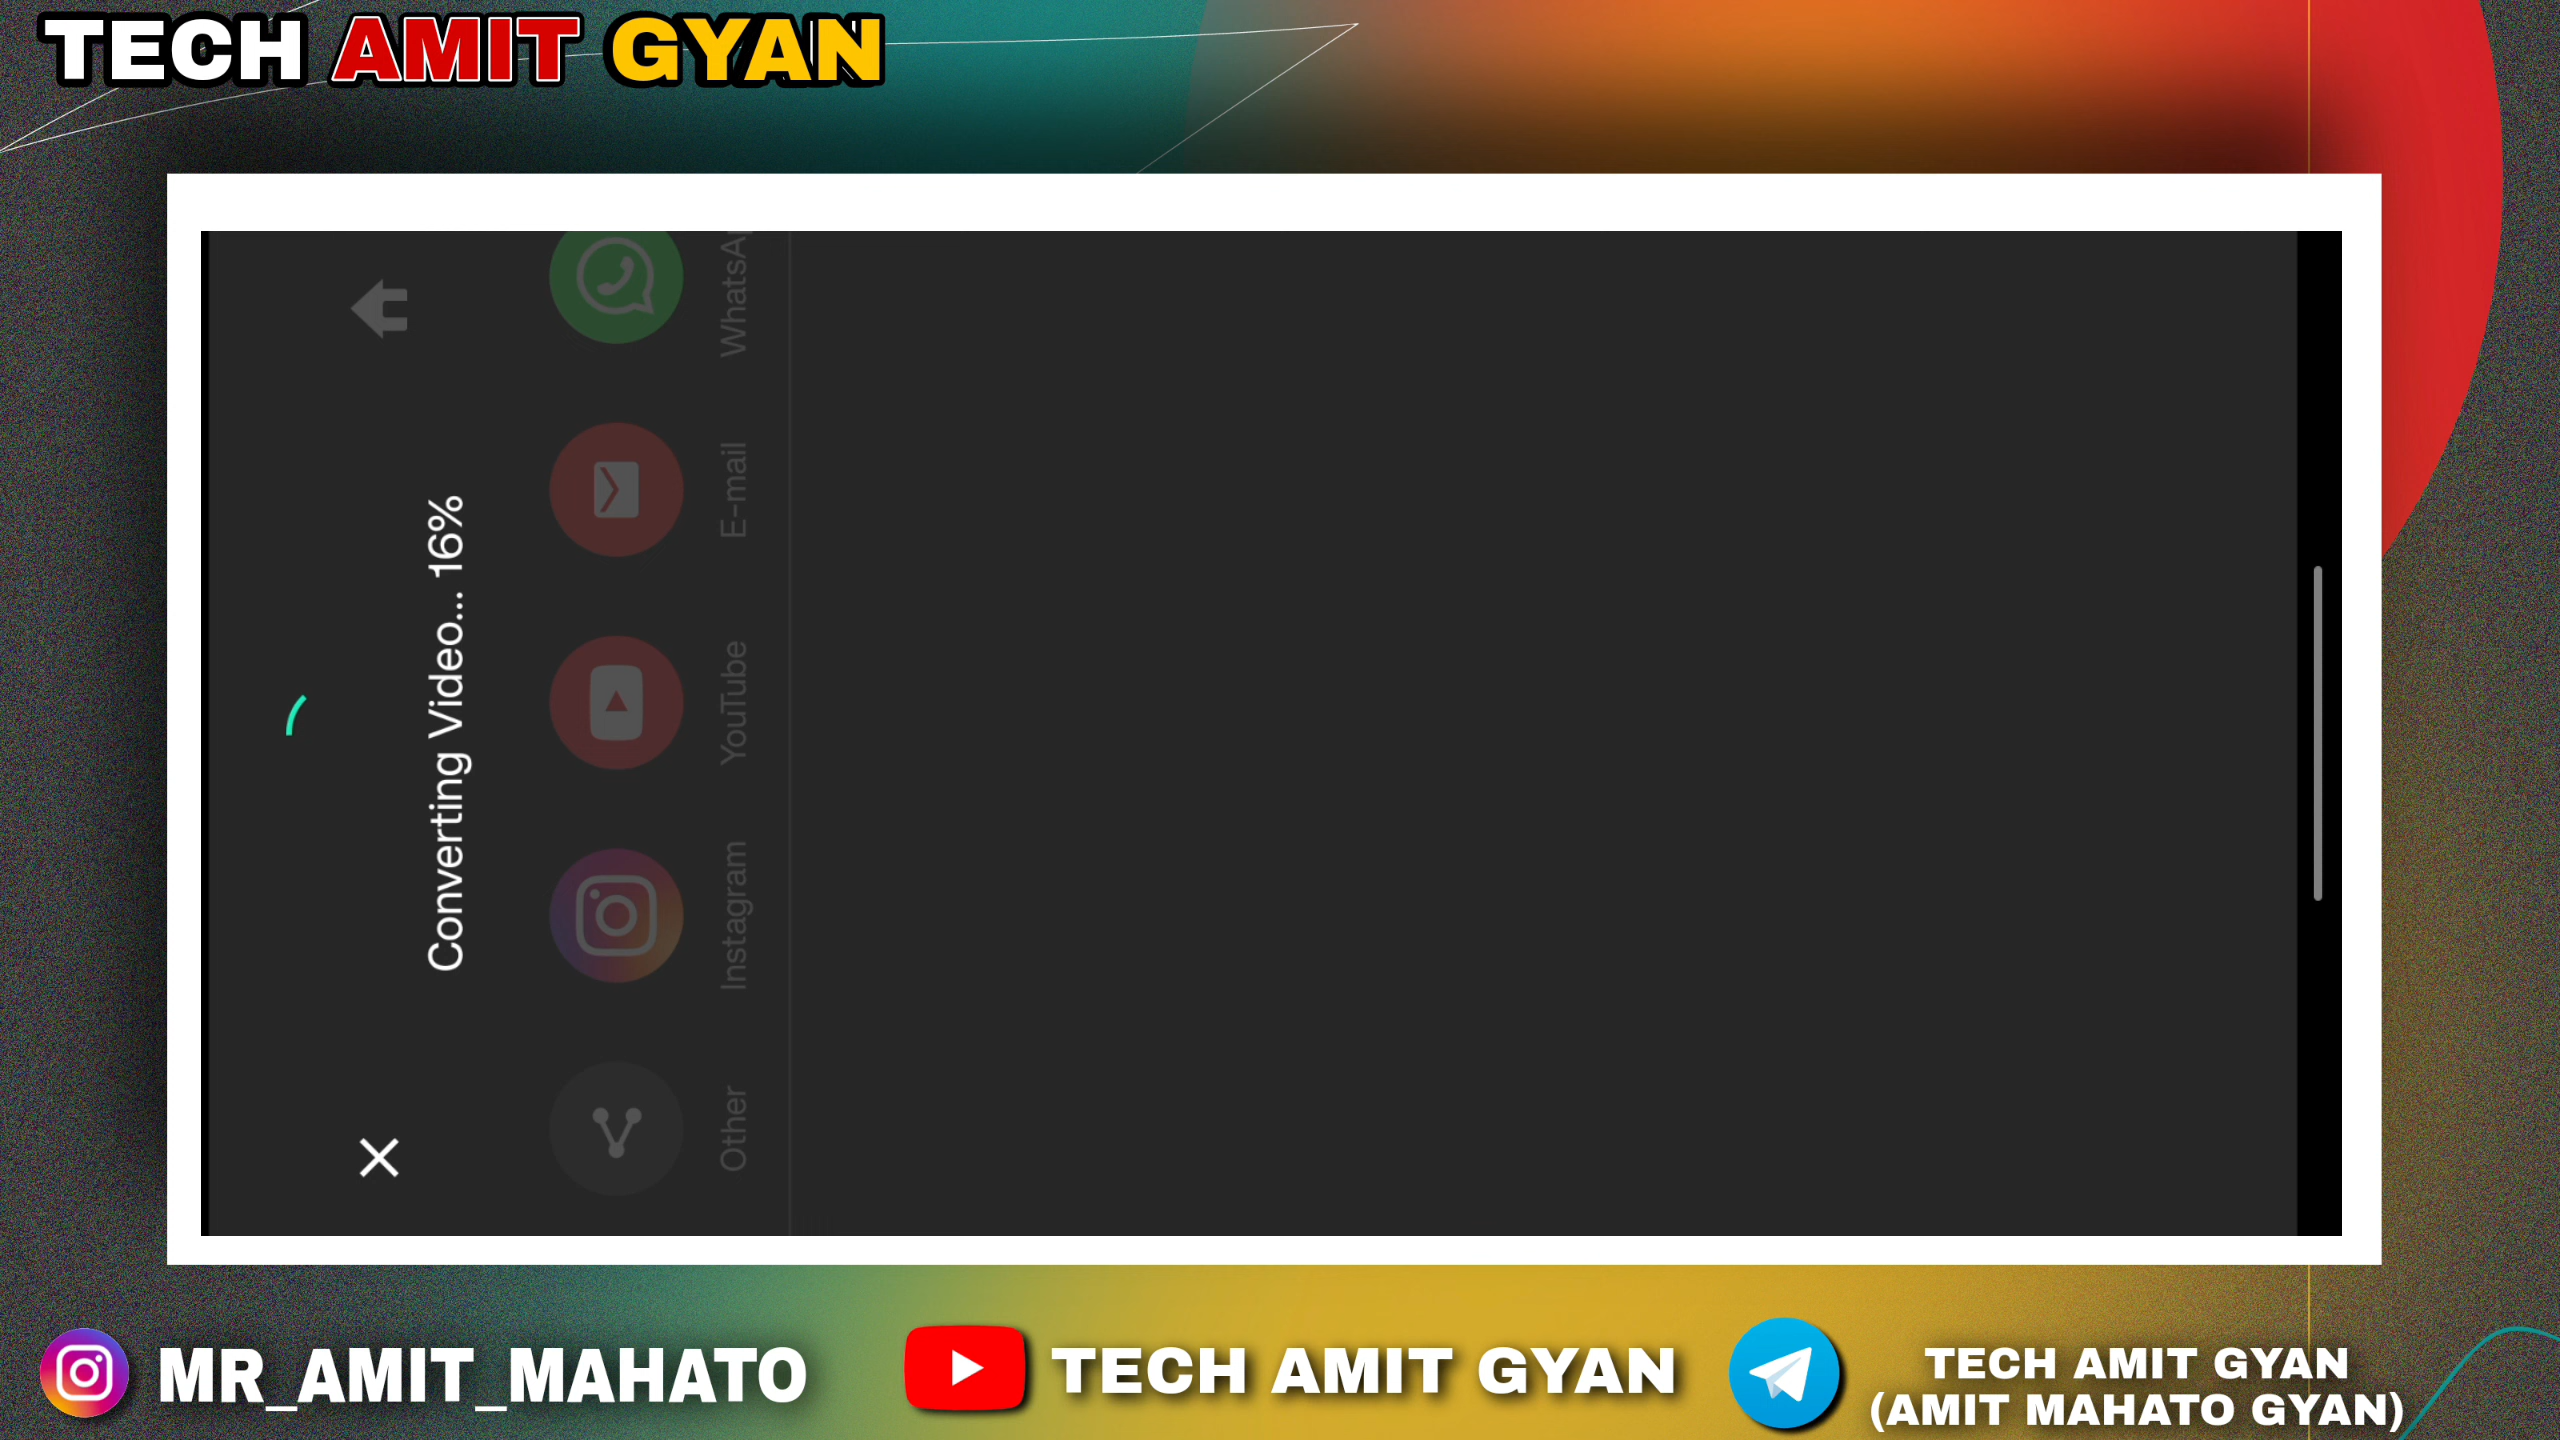 TECH AMIT GYAN
Converting Video... 16%
WhatsA
E-mail
YouTube
Instagram
Other
MR_AMIT_MAHATO
TECH AMIT GYAN
TECH AMIT GYAN
(AMIT MAHATO GYAN)